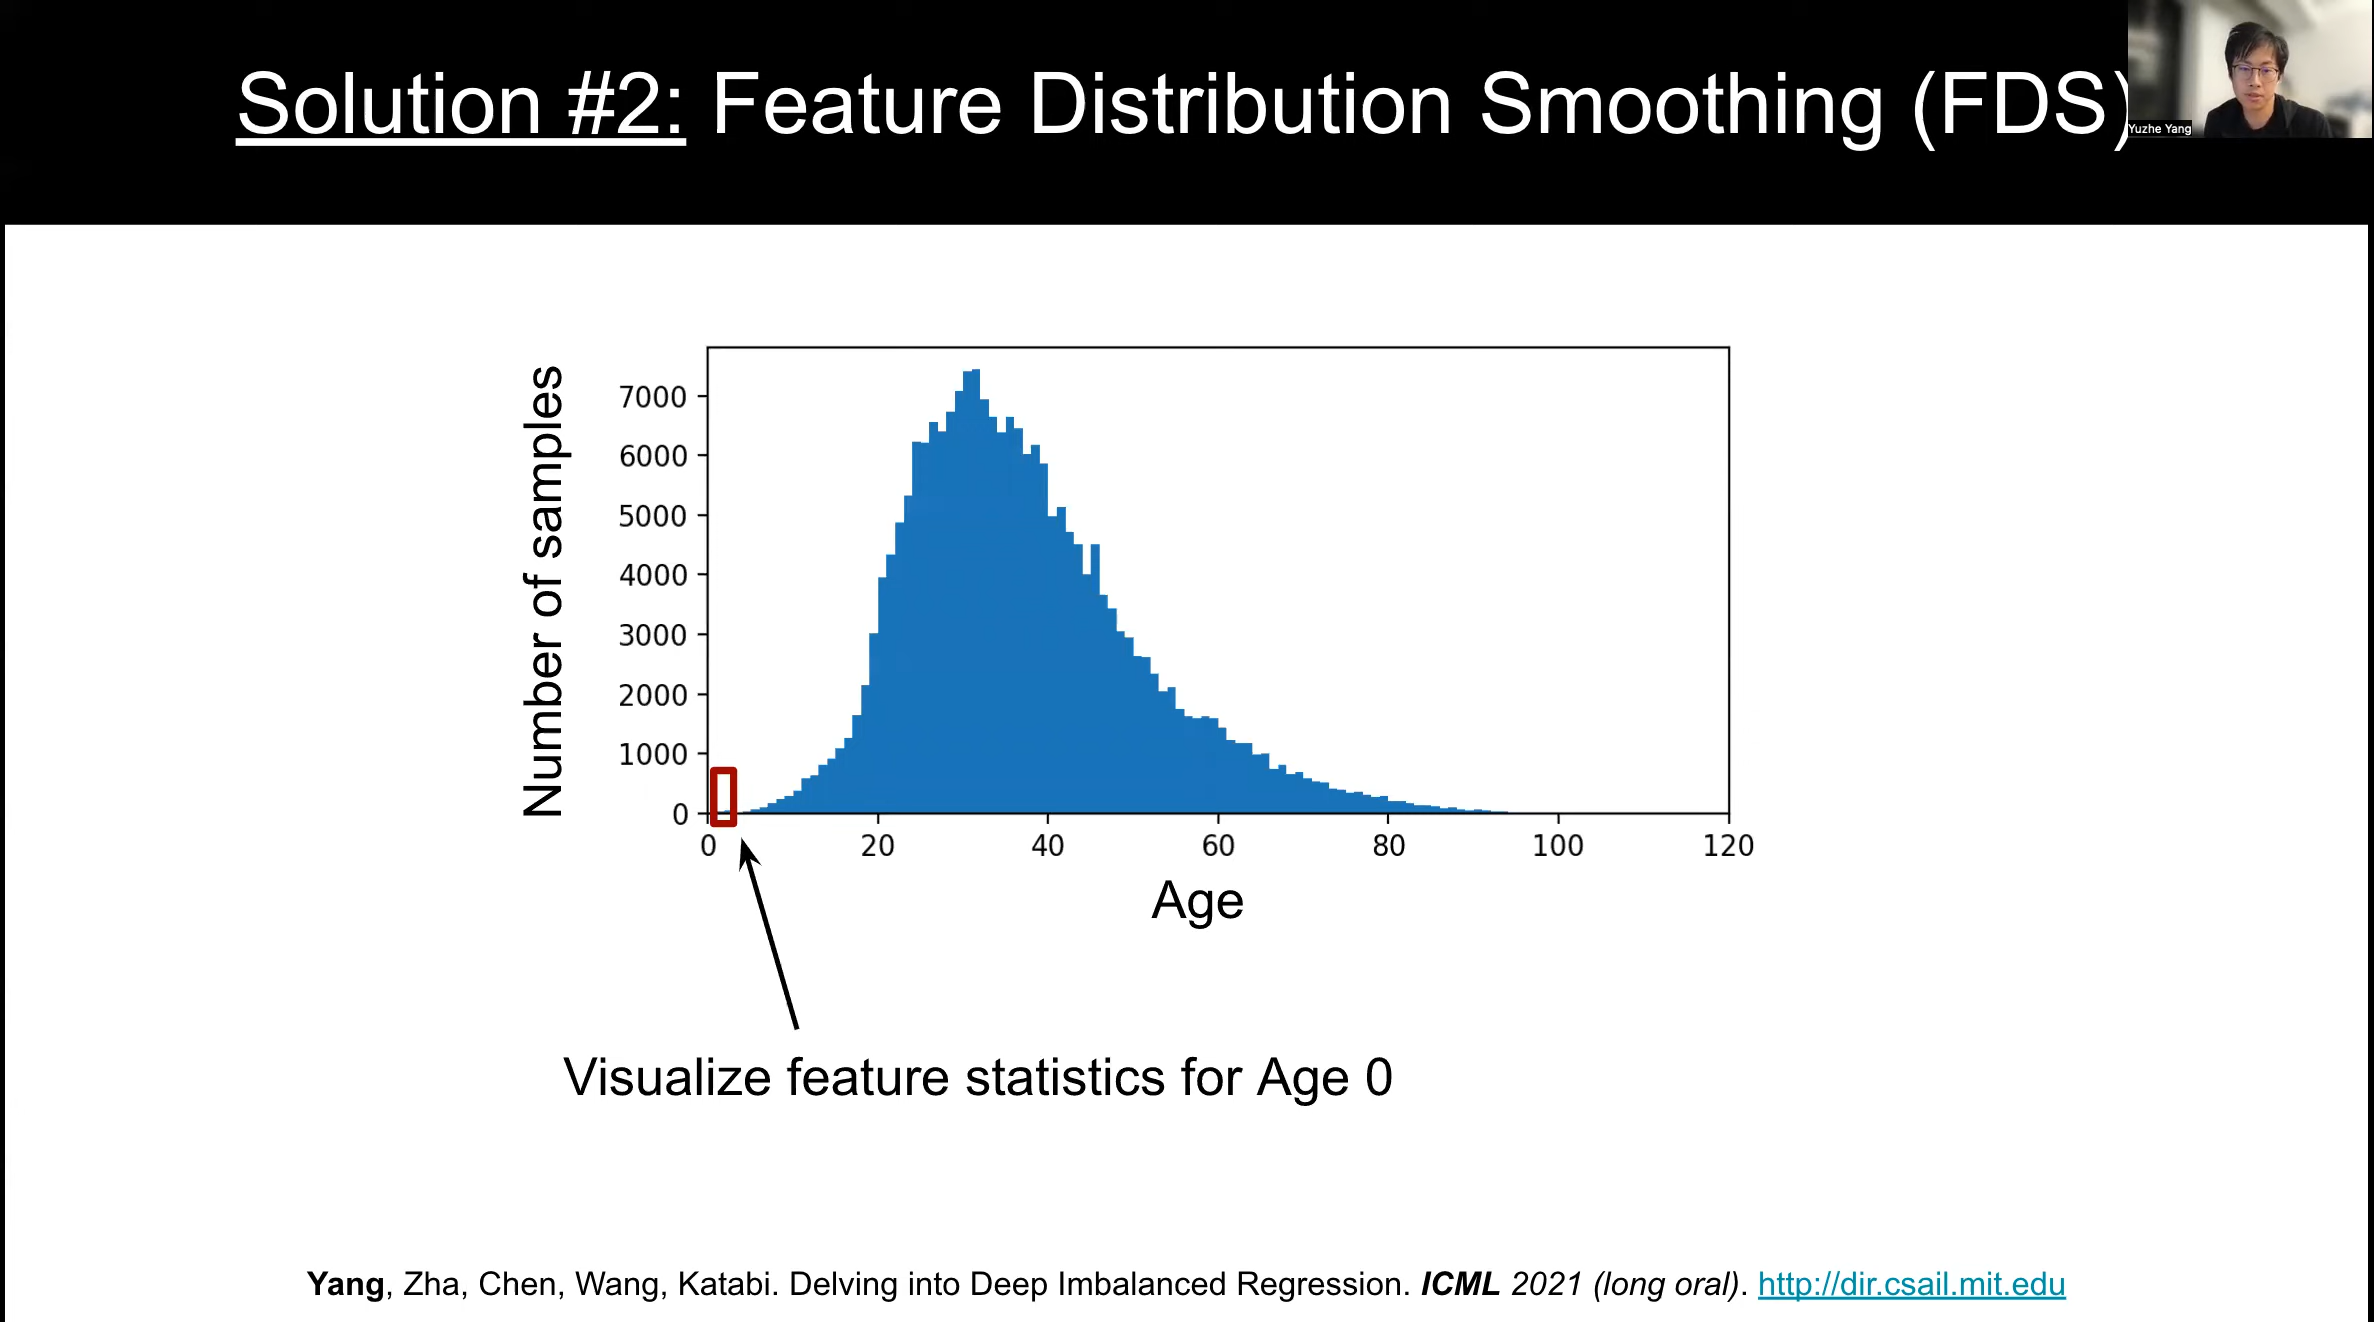 Solution #2: Feature Distribution Smoothing (FDS)
Yuzhe Yang
Number of samples
7000
6000
5000
4000
3000
2000
1000
0
0 20 40 60 80 100 120
Age
Visualize feature statistics for Age 0
Yang, Zha, Chen, Wang, Katabi. Delving into Deep Imbalanced Regression. ICML 2021 (long oral). http://dir.csail.mit.edu